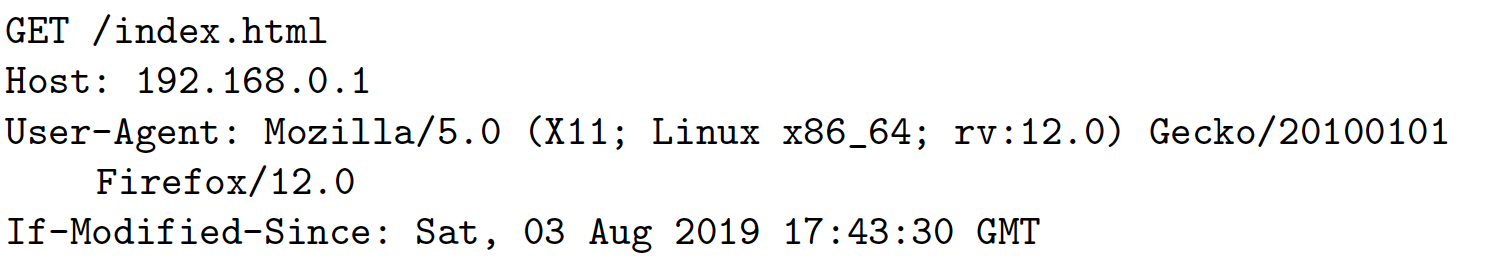 GET /index.html
Host: 192.168.0.1
User-Agent: Mozilla/5.0 (X11; Linux x86_64; rv:12.0) Gecko/20100101
Firefox/12.0
If-Modified-Since: Sat, 03 Aug 2019 17:43:30 GMT